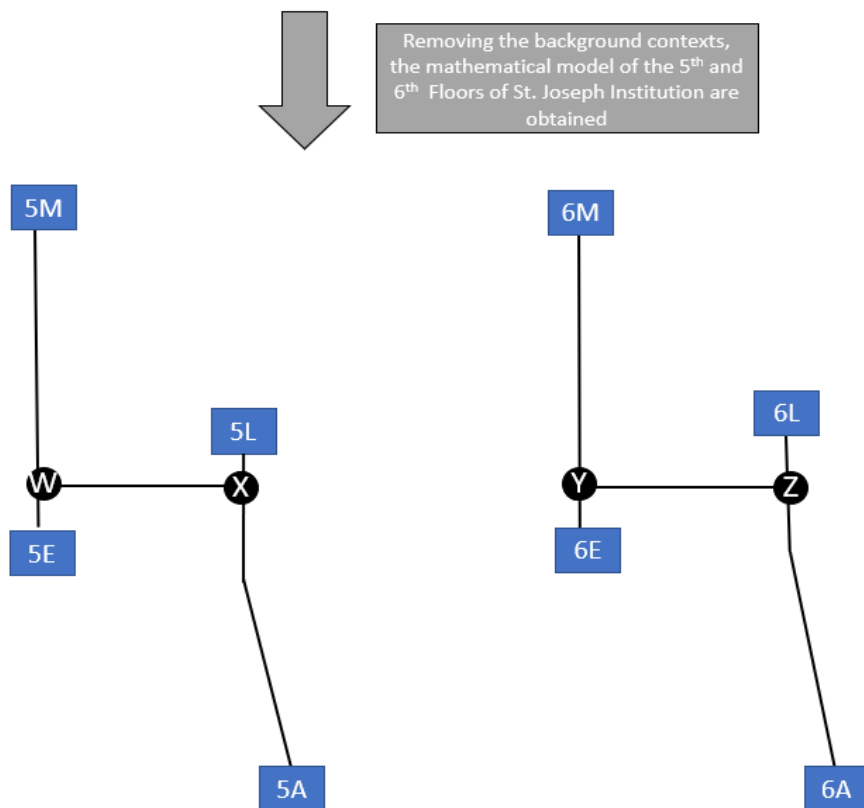 Removing the background contexts,
the mathematical model of the 5th and
6th Floors of St. Joseph Institution are
obtained
5M
6M
5L
6L
W
X
Y
Z
5E
6E
5A
6A